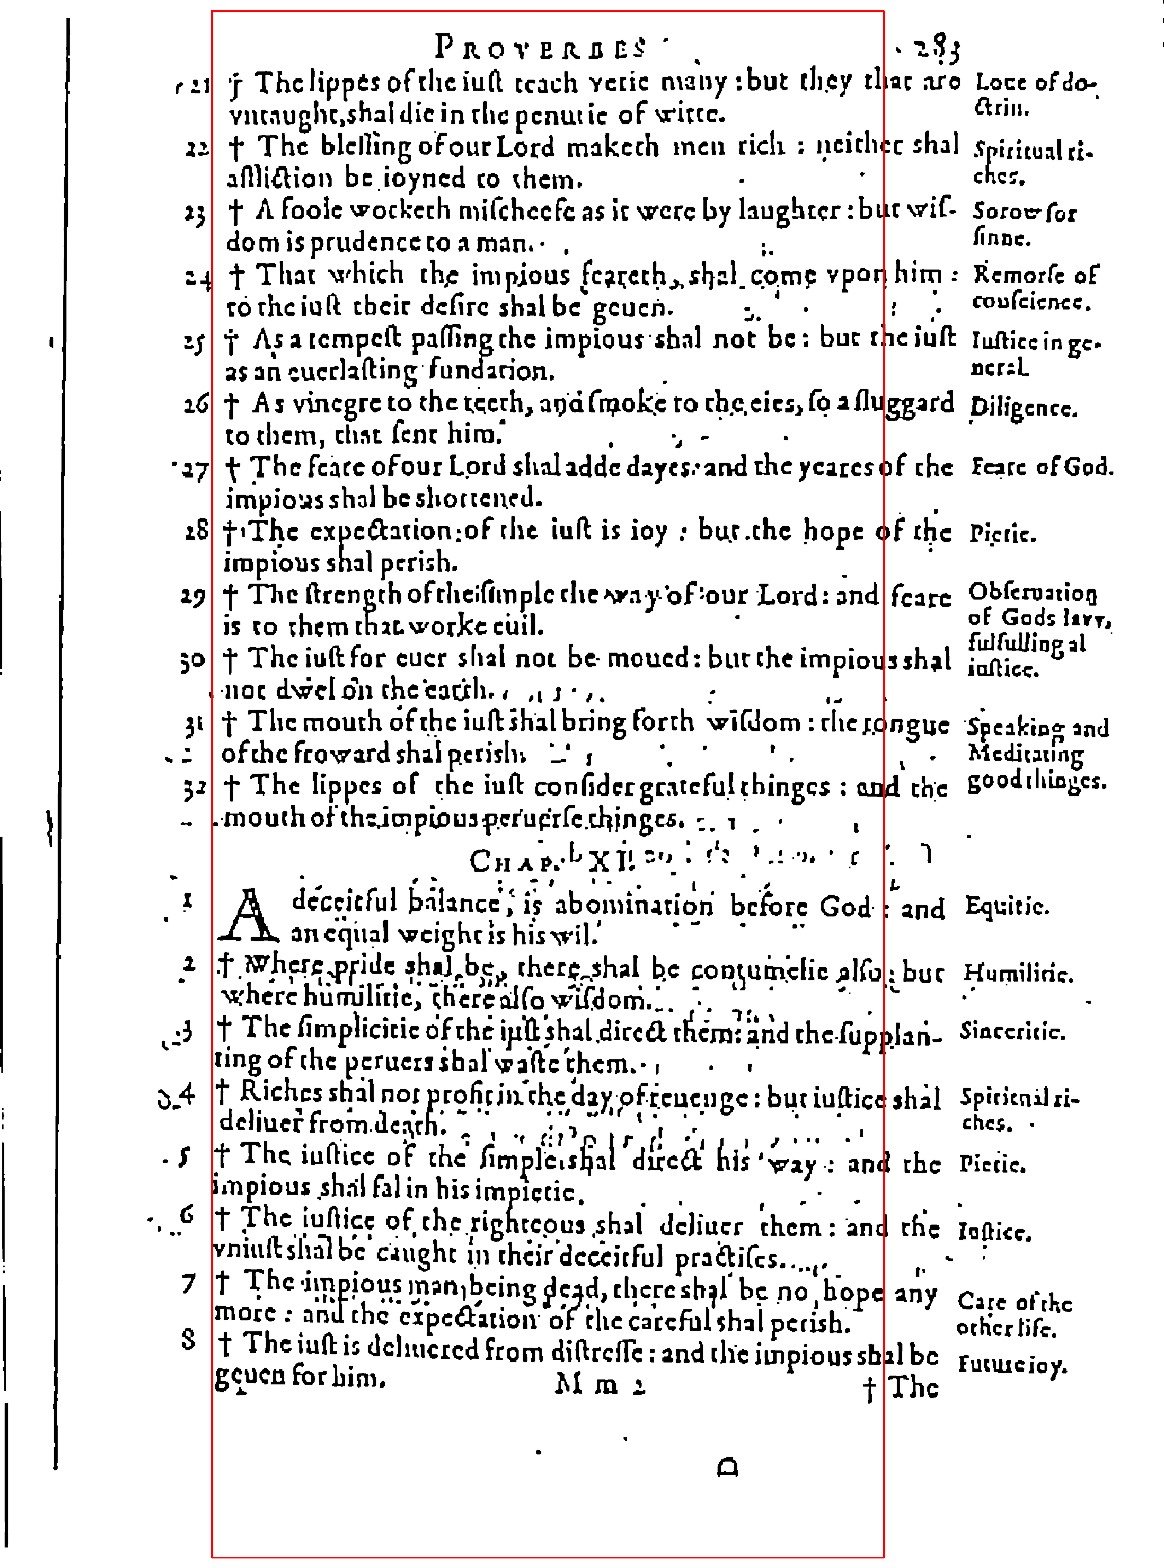 PROVERBES 283
21 † The lippes of the iuſt teach verie many : but they that are
vntaught, shal die in the penurie of witte.
Loue of do-
ctrin.
22 † The bleſſing of our Lord maketh men rich : neither shal
affliction be ioyned to them.
Spiritual ri-
ches.
23 † A foole worketh miſcheefe as it were by laughter : but wiſ-
dom is prudence to a man.
Sorow for
ſinne.
24 † That which the impious feareth, shal come vpon him :
to the iuſt their deſire shal be geuen.
Remorſe of
conſcience.
25 † As a tempeſt paſſing the impious shal not be : but the iuſt
as an euerlaſting fundation.
Iuſtice in ge-
neral.
26 † As vinegre to the teeth, and ſmoke to the eies, ſo a ſluggard
to them, that ſent him.
Diligence.
27 † The feare of our Lord shal adde dayes: and the yeares of the
impious shal be shortened.
Feare of God.
28 † The expectation of the iuſt is ioy : but the hope of the
impious shal perish.
Pietie.
29 † The ſtrength of the ſimple the way of our Lord : and feare
is to them that worke euil.
Obſeruation
of Gods law,
fulfulling al
iuſtice.
30 † The iuſt for euer shal not be moued : but the impious shal
not dwel on the earth.
31 † The mouth of the iuſt shal bring forth wiſdom : the tongue
of the froward shal perish.
Speaking and
Meditating
good thinges.
32 † The lippes of the iuſt conſider grateful thinges : and the
mouth of the impious peruerſe thinges.
CHAP. XI.
1 A deceitful balance, is abomination before God : and
an equal weight is his wil.
Equitie.
2 † Where pride shal be, there shal be contumelie alſo : but
where humilitie, there alſo wiſdom.
Humilitie.
3 † The ſimplicitie of the iuſt shal direct them: and the ſupplan-
ting of the peruers shal waſte them.
Sinceritie.
4 † Riches shal not profit in the day of reuenge : but iuſtice shal
deliuer from death.
Spiritual ri-
ches.
5 † The iuſtice of the ſimple shal direct his way : and the
impious shal fal in his impietie.
Pietie.
6 † The iuſtice of the righteous shal deliuer them : and the
vniuſt shal be caught in their deceitful practiſes.
Iuſtice.
7 † The impious man being dead, there shal be no hope any
more : and the expectation of the careful shal perish.
Care of the
other life.
8 † The iuſt is deliuered from diſtreſſe : and the impious shal be
geuen for him.
Future ioy.
M m 2 † The